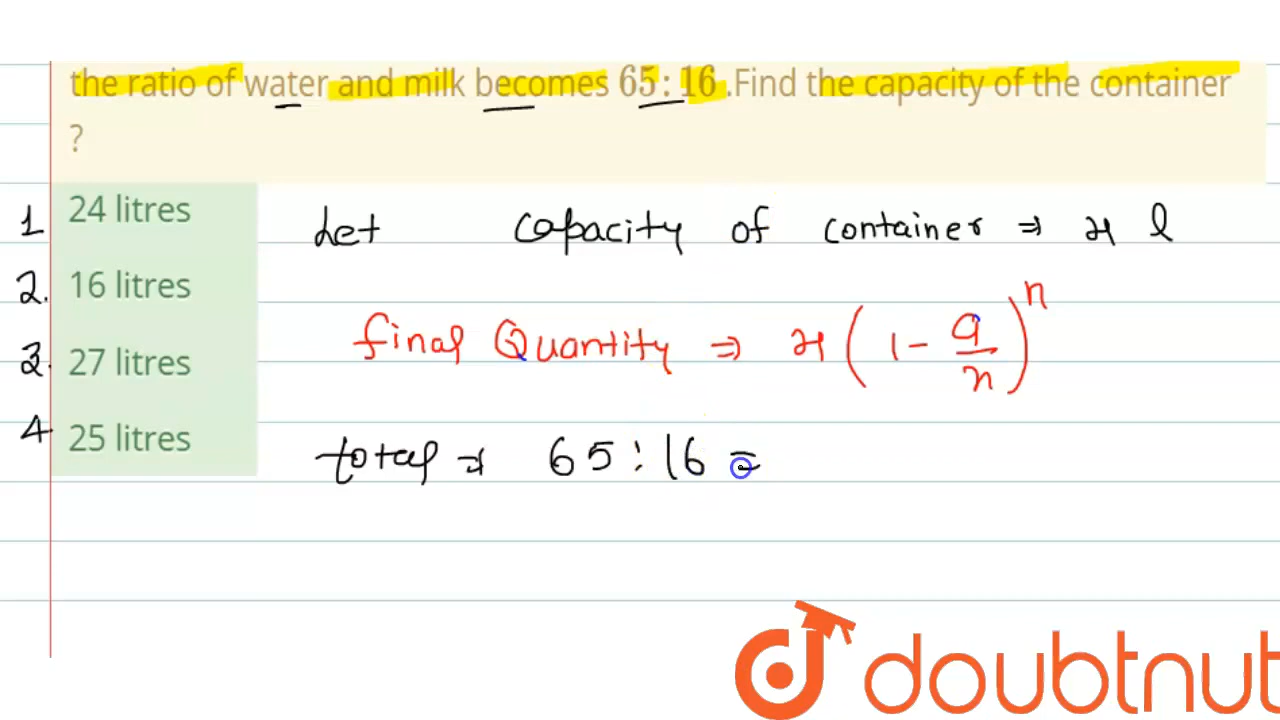 the ratio of water and milk becomes 65:16 .Find the capacity of the container
?
1 24 litres
Let capacity of container ⇒ x l
2. 16 litres
final Quantity ⇒ x(1 - a/x)^n
3. 27 litres
4 25 litres
total ⇒ 65:16 =
doubtnut